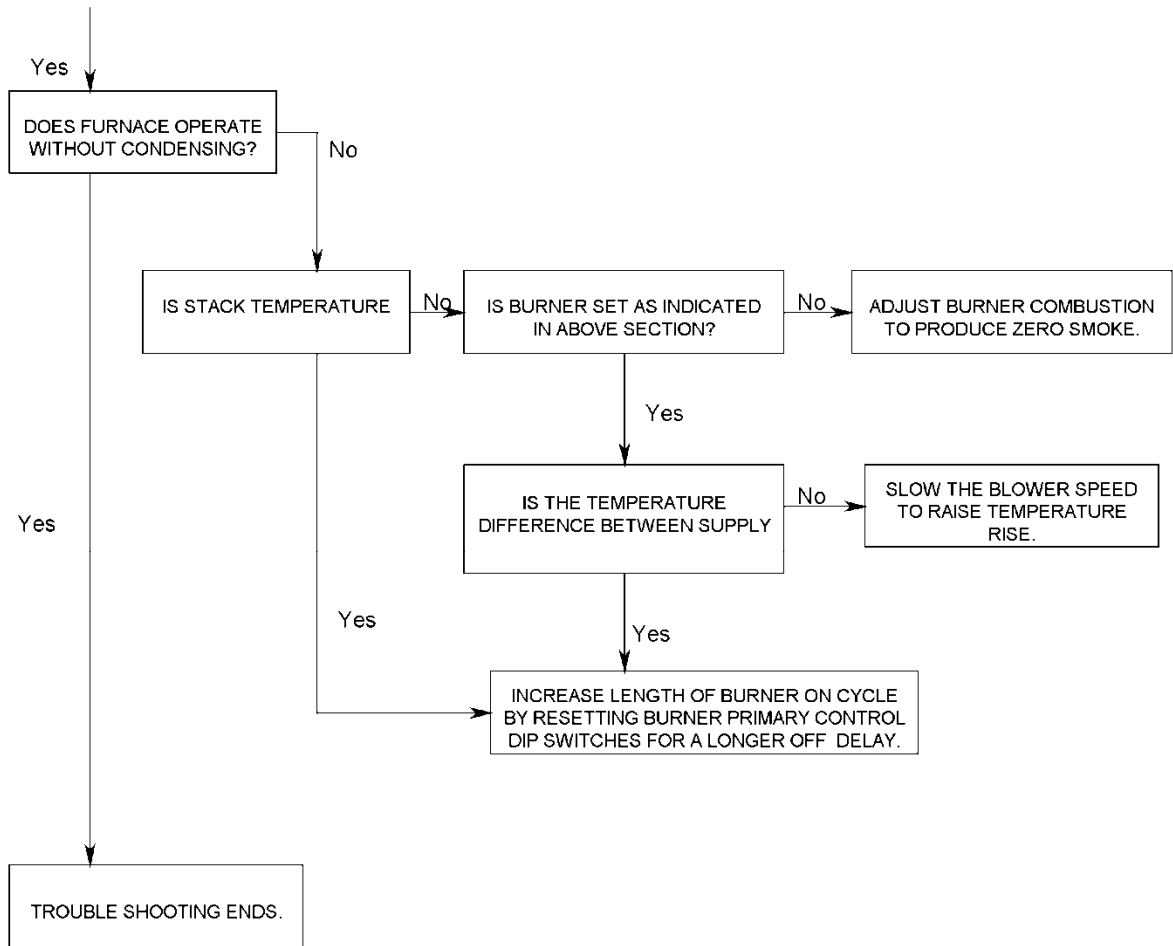 Yes
DOES FURNACE OPERATE
WITHOUT CONDENSING?
No
IS STACK TEMPERATURE
No
IS BURNER SET AS INDICATED
IN ABOVE SECTION?
No
ADJUST BURNER COMBUSTION
TO PRODUCE ZERO SMOKE.
Yes
IS THE TEMPERATURE
DIFFERENCE BETWEEN SUPPLY
No
SLOW THE BLOWER SPEED
TO RAISE TEMPERATURE
RISE.
Yes
Yes
Yes
INCREASE LENGTH OF BURNER ON CYCLE
BY RESETTING BURNER PRIMARY CONTROL
DIP SWITCHES FOR A LONGER OFF DELAY.
TROUBLE SHOOTING ENDS.